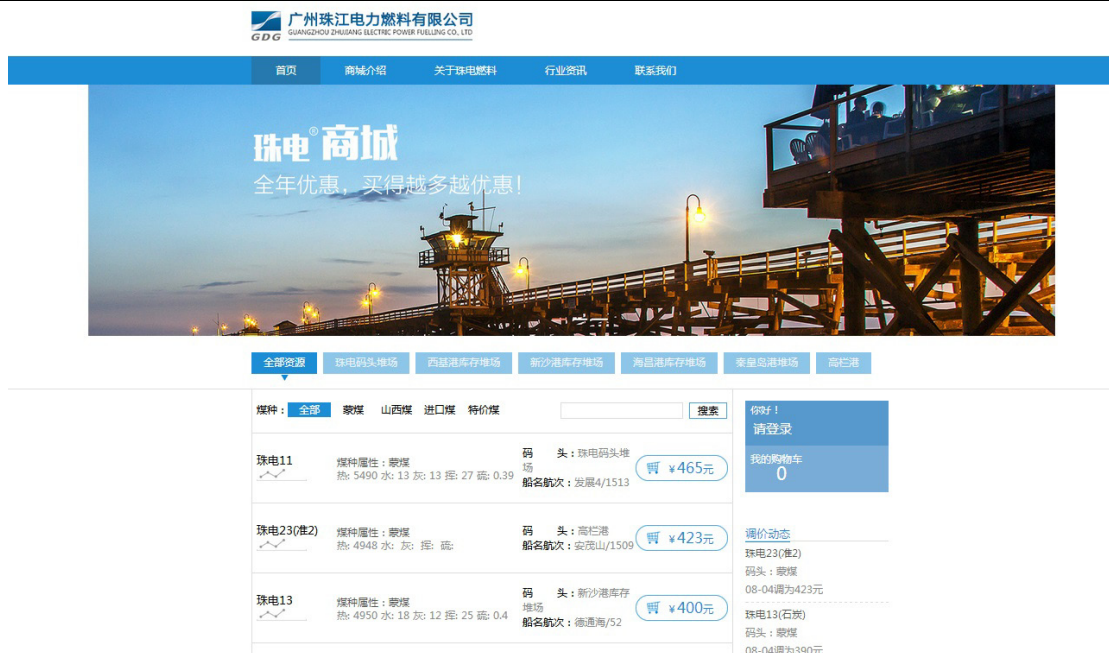 广州珠江电力燃料有限公司
GDG GUANGZHOU ZHUJIANG ELECTRIC POWER FUELLING CO., LTD
首页 商城介绍 关于珠电燃料 行业资讯 联系我们
珠电®商城
全年优惠，买得越多越优惠！
全部资源 珠电码头堆场 西基港库存堆场 新沙港库存堆场 海昌港库存堆场 秦皇岛港堆场 高栏港
煤种： 全部 蒙煤 山西煤 进口煤 特价煤 搜索
珠电11
煤种属性：蒙煤
热: 5490 水: 13 灰: 13 挥: 27 硫: 0.39
码 头：珠电码头堆
场
船名航次：发展4/1513
¥465元
珠电23(准2)
煤种属性：蒙煤
热: 4948 水: 灰: 挥: 硫:
码 头：高栏港
船名航次：安茂山/1509
¥423元
珠电13
煤种属性：蒙煤
热: 4950 水: 18 灰: 12 挥: 25 硫: 0.4
码 头：新沙港库存
堆场
船名航次：德通海/52
¥400元
你好！
请登录
我的购物车
0
调价动态
珠电23(准2)
码头：蒙煤
08-04调为423元
珠电13(石炭)
码头：蒙煤
08-04调为390元